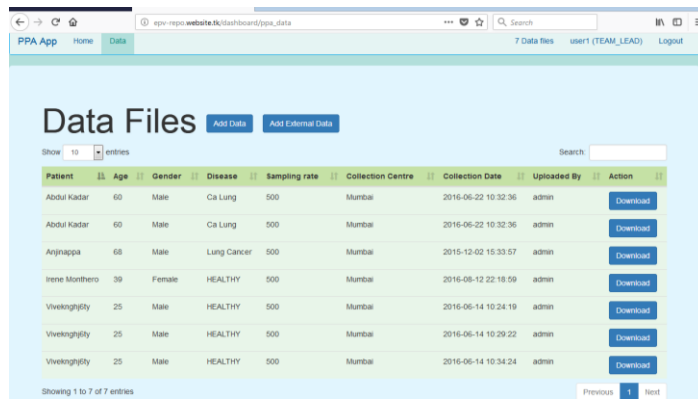 epv-repo.website.tk/dashboard/ppa_data
Search
PPA App Home Data 7 Data files user1 (TEAM_LEAD) Logout
Data Files Add Data Add External Data
Show 10 entries Search:
Patient Age Gender Disease Sampling rate Collection Centre Collection Date Uploaded By Action
Abdul Kadar 60 Male Ca Lung 500 Mumbai 2016-06-22 10:32:36 admin Download
Abdul Kadar 60 Male Ca Lung 500 Mumbai 2016-06-22 10:32:36 admin Download
Anjinappa 68 Male Lung Cancer 500 Mumbai 2015-12-02 15:33:57 admin Download
Irene Monthero 39 Female HEALTHY 500 Mumbai 2016-08-12 22:18:59 admin Download
Viveknghj6ty 25 Male HEALTHY 500 Mumbai 2016-06-14 10:24:19 admin Download
Viveknghj6ty 25 Male HEALTHY 500 Mumbai 2016-06-14 10:29:22 admin Download
Viveknghj6ty 25 Male HEALTHY 500 Mumbai 2016-06-14 10:34:24 admin Download
Showing 1 to 7 of 7 entries Previous 1 Next